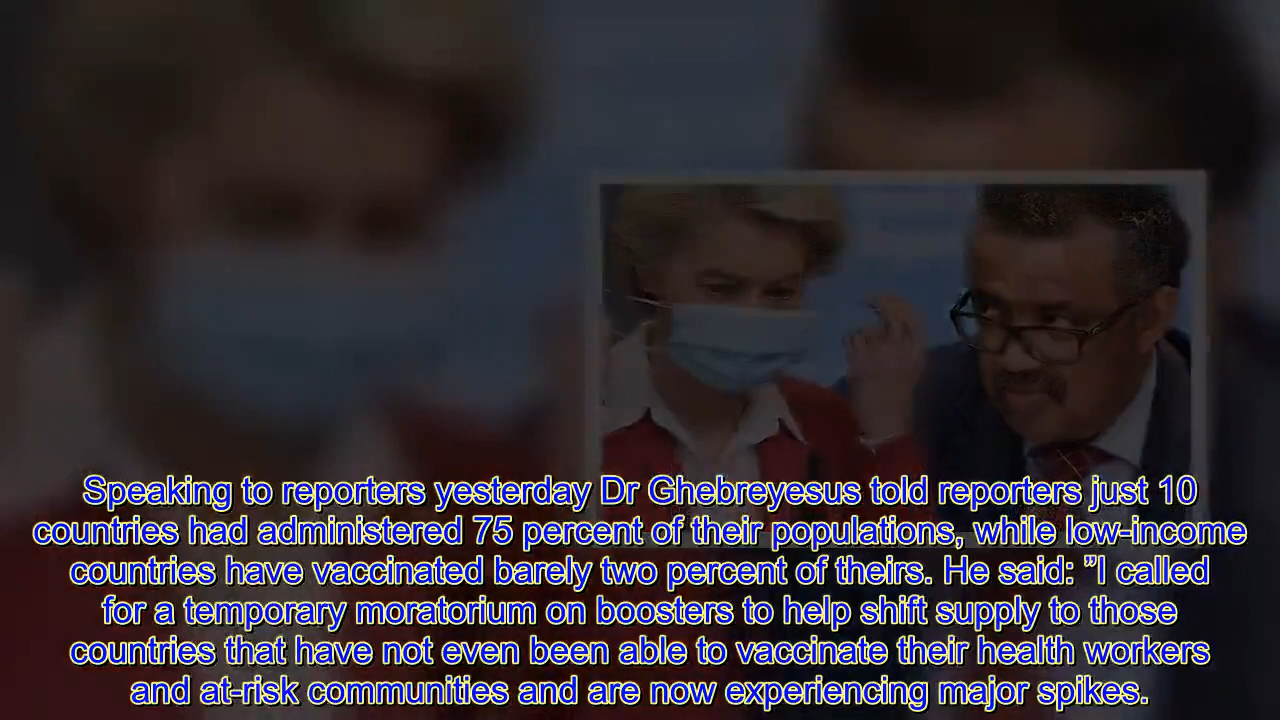 Speaking to reporters yesterday Dr Ghebreyesus told reporters just 10
countries had administered 75 percent of their populations, while low-income
countries have vaccinated barely two percent of theirs. He said: ”I called
for a temporary moratorium on boosters to help shift supply to those
countries that have not even been able to vaccinate their health workers
and at-risk communities and are now experiencing major spikes.